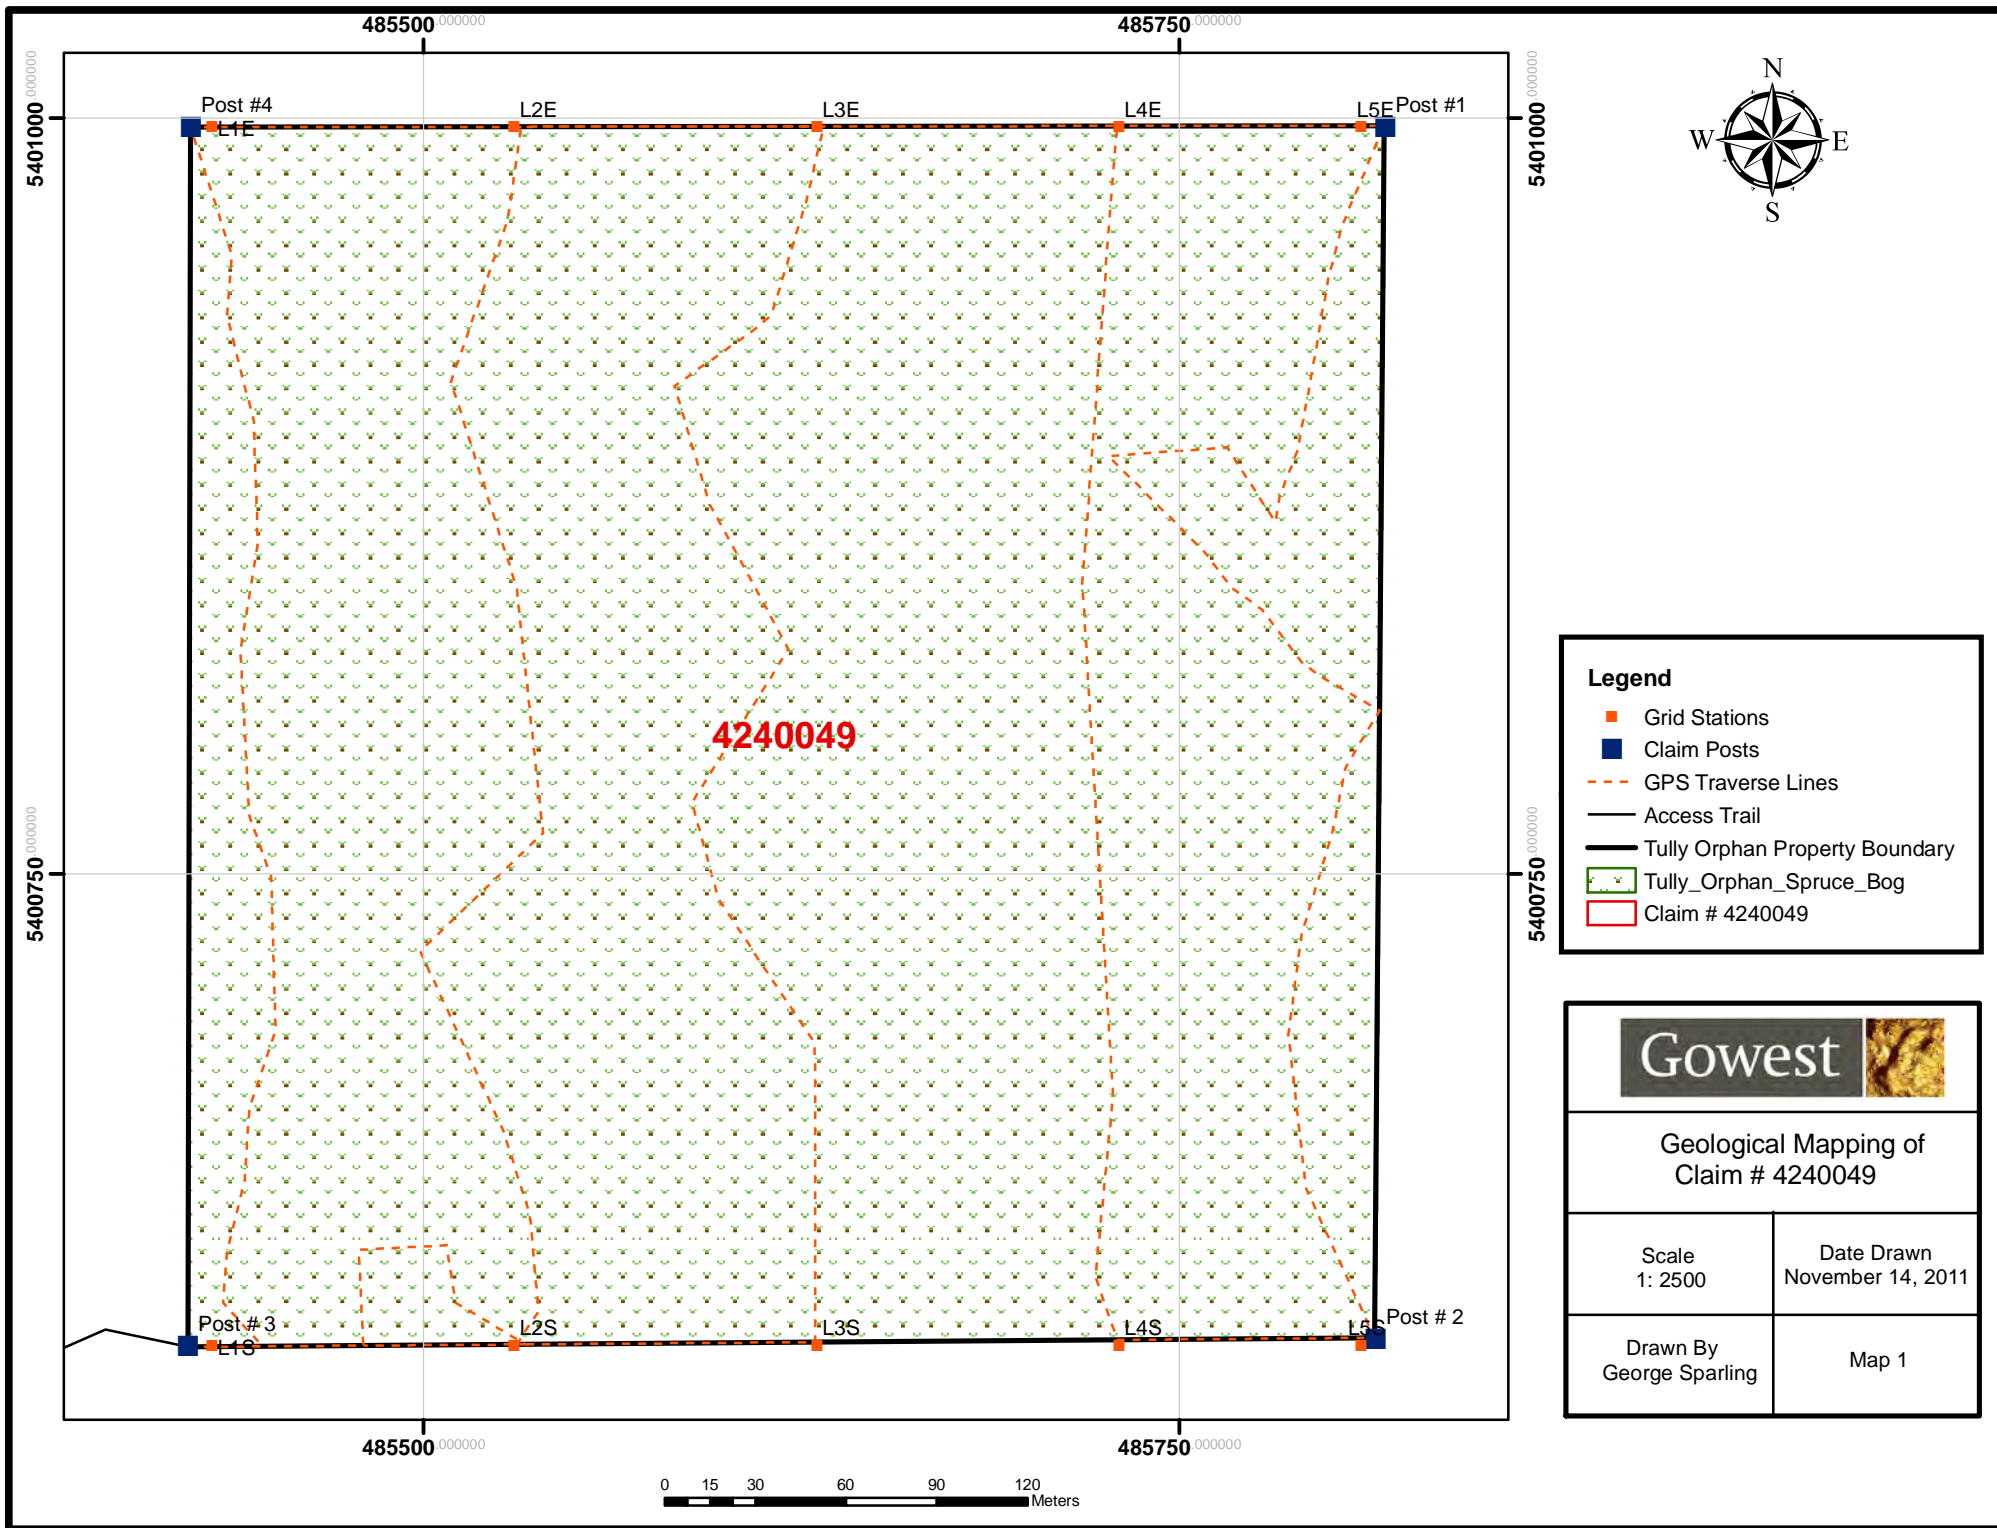 485500.000000 485750.000000
5401000.000000
5401000.000000
Post #4
L1E
L2E
L3E
L4E
L5E
Post #1
N
W
E
S
4240049
Legend
Grid Stations
Claim Posts
GPS Traverse Lines
Access Trail
Tully Orphan Property Boundary
Tully_Orphan_Spruce_Bog
Claim # 4240049
5400750.000000
5400750.000000
Gowest
Geological Mapping of
Claim # 4240049
Scale
1: 2500
Date Drawn
November 14, 2011
Drawn By
George Sparling
Map 1
Post # 3
L1S
L2S
L3S
L4S
L5S
Post # 2
485500.000000 485750.000000
0 15 30 60 90 120
Meters